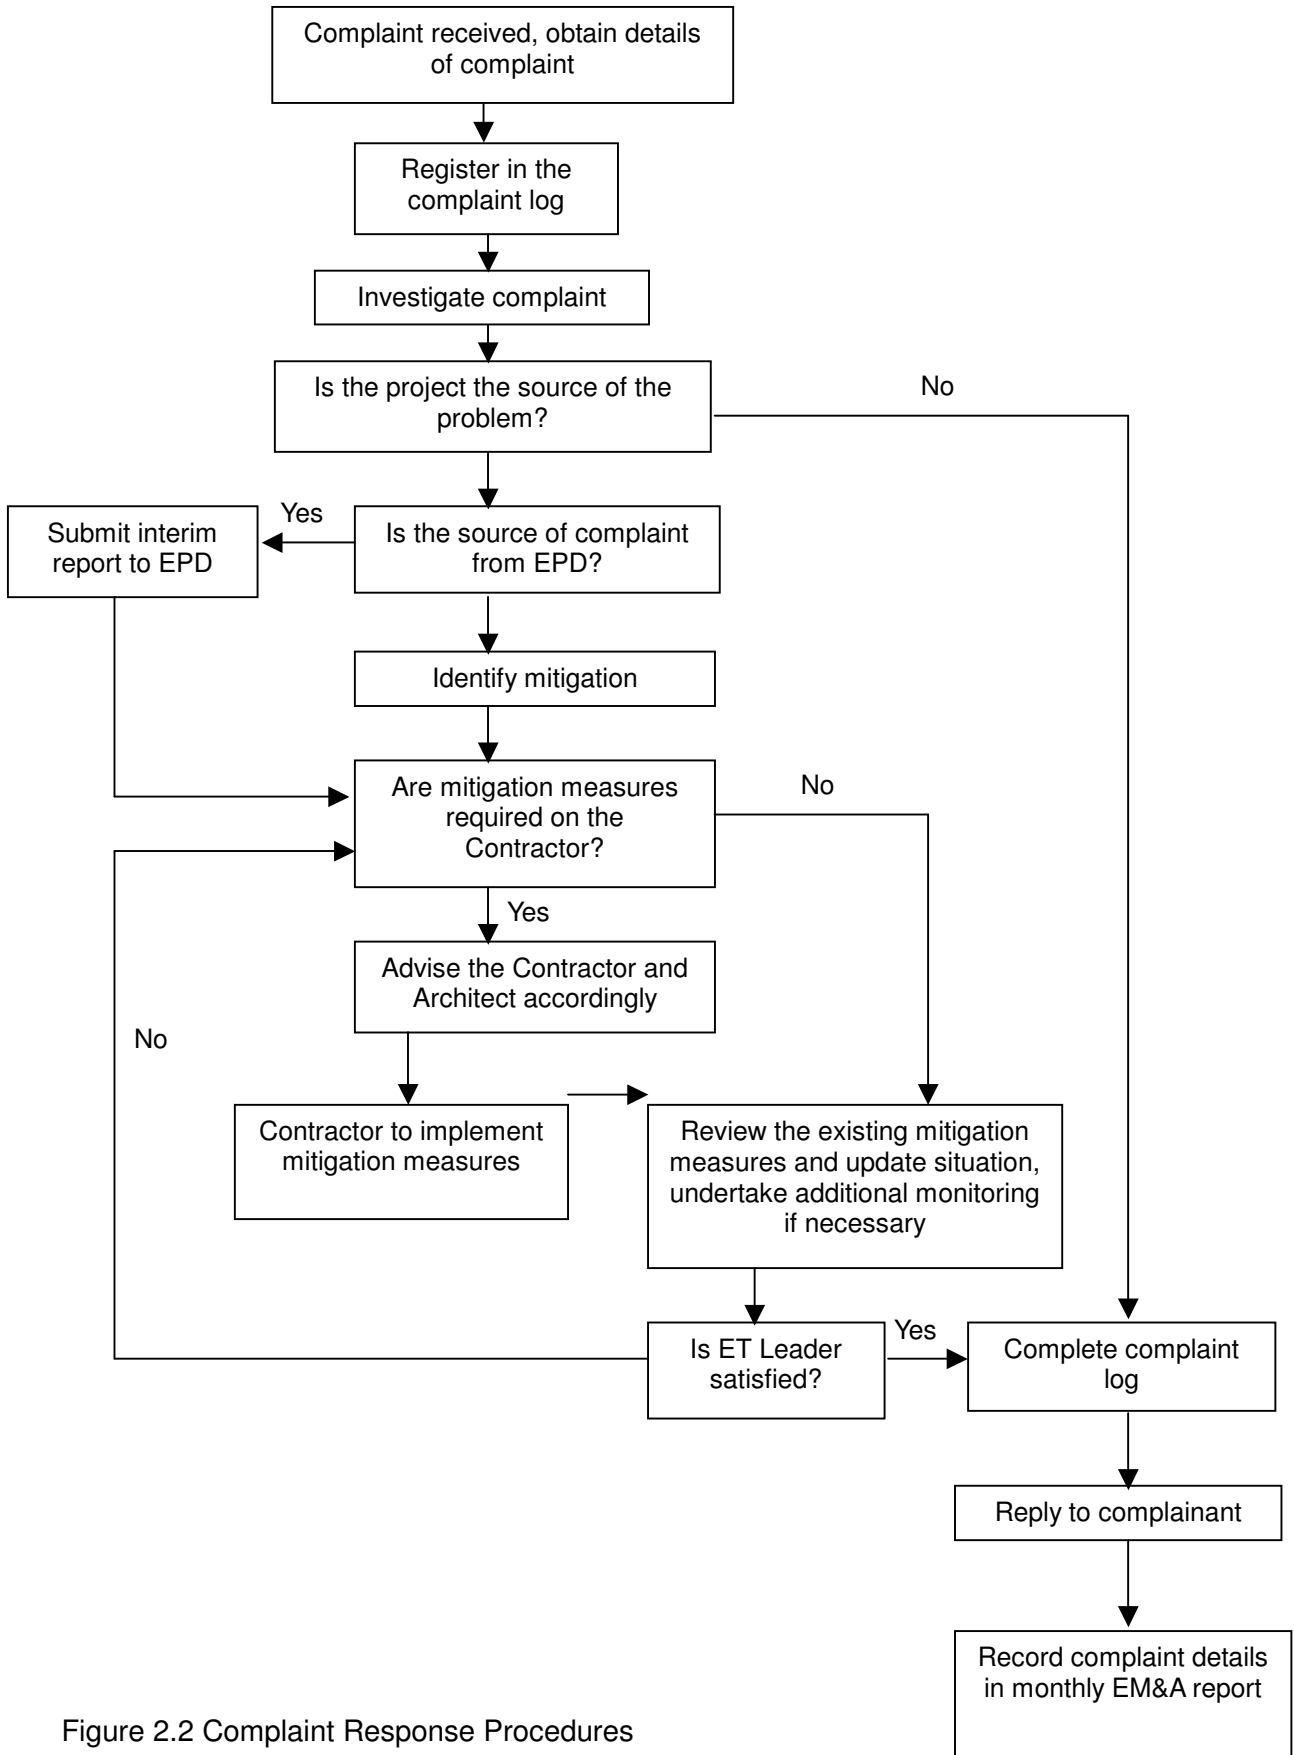 Complaint received, obtain details
of complaint
Register in the
complaint log
Investigate complaint
Is the project the source of the
problem?
No
Submit interim
report to EPD
Yes
Is the source of complaint
from EPD?
Identify mitigation
Are mitigation measures
required on the
Contractor?
No
Yes
Advise the Contractor and
Architect accordingly
No
Contractor to implement
mitigation measures
Review the existing mitigation
measures and update situation,
undertake additional monitoring
if necessary
Is ET Leader
satisfied?
Yes
Complete complaint
log
Reply to complainant
Record complaint details
in monthly EM&A report
Figure 2.2 Complaint Response Procedures